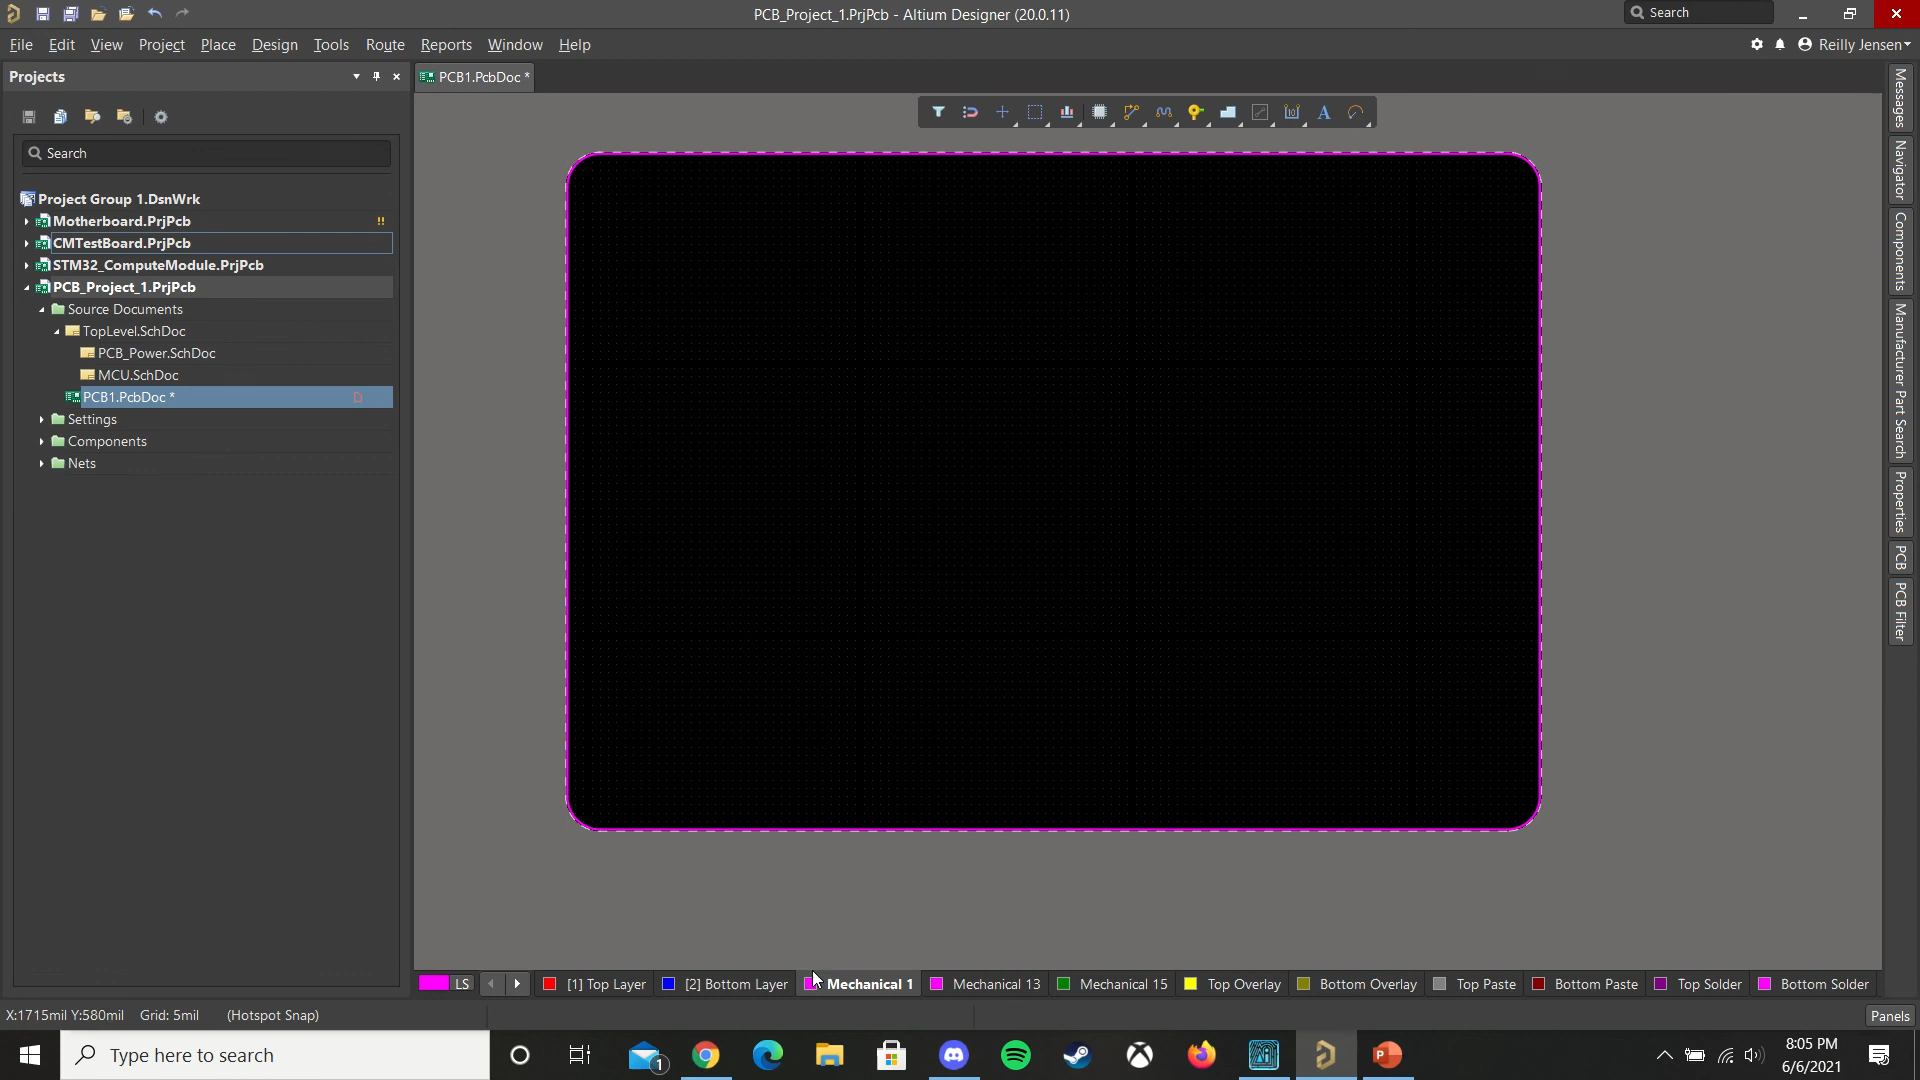 PCB_Project_1.PrjPcb - Altium Designer (20.0.11)
Search
File Edit View Project Place Design Tools Route Reports Window Help
Reilly Jensen
Projects
PCB1.PcbDoc *
Search
Project Group 1.DsnWrk
Motherboard.PrjPcb !!
CMTestBoard.PrjPcb
STM32_ComputeModule.PrjPcb
PCB_Project_1.PrjPcb
Source Documents
TopLevel.SchDoc
PCB_Power.SchDoc
MCU.SchDoc
PCB1.PcbDoc *
Settings
Components
Nets
Messages
Navigator
Components
Manufacturer Part Search
Properties
PCB
PCB Filter
LS [1] Top Layer [2] Bottom Layer Mechanical 1 Mechanical 13 Mechanical 15 Top Overlay Bottom Overlay Top Paste Bottom Paste Top Solder Bottom Solder
X:1715mil Y:580mil Grid: 5mil (Hotspot Snap)
Panels
Type here to search
1
8:05 PM
6/6/2021